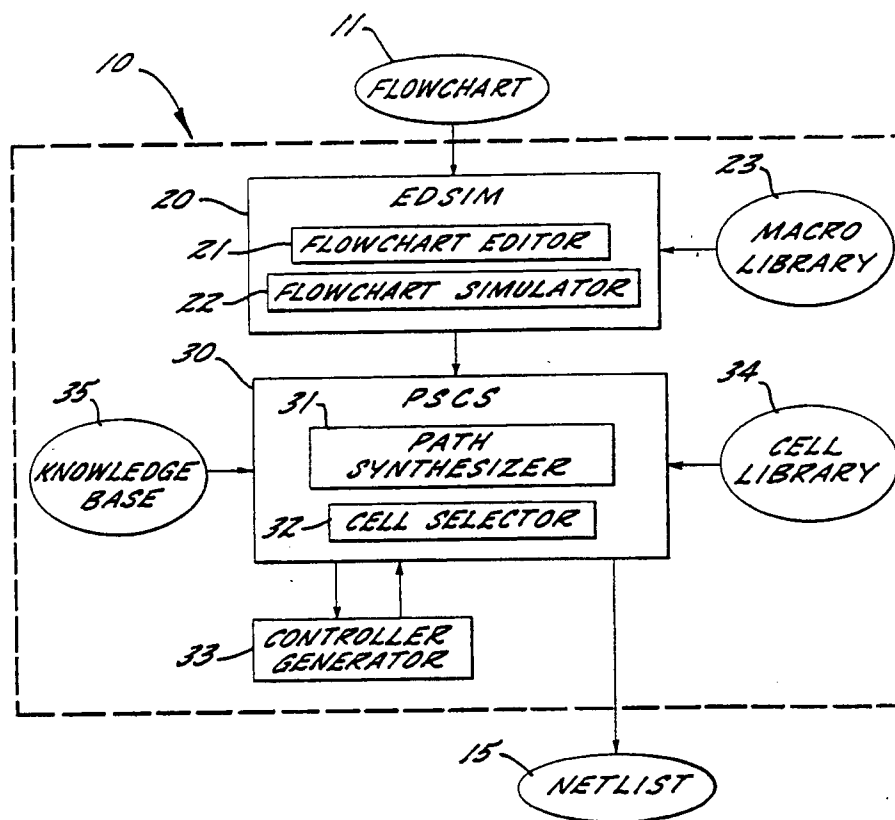 11
10
FLOWCHART
20
EDSIM
23
21
FLOWCHART EDITOR
MACRO
LIBRARY
22
FLOWCHART SIMULATOR
30
PSCS
34
35
31
PATH
SYNTHESIZER
CELL
LIBRARY
KNOWLEDGE
BASE
32
CELL SELECTOR
33
CONTROLLER
GENERATOR
15
NETLIST